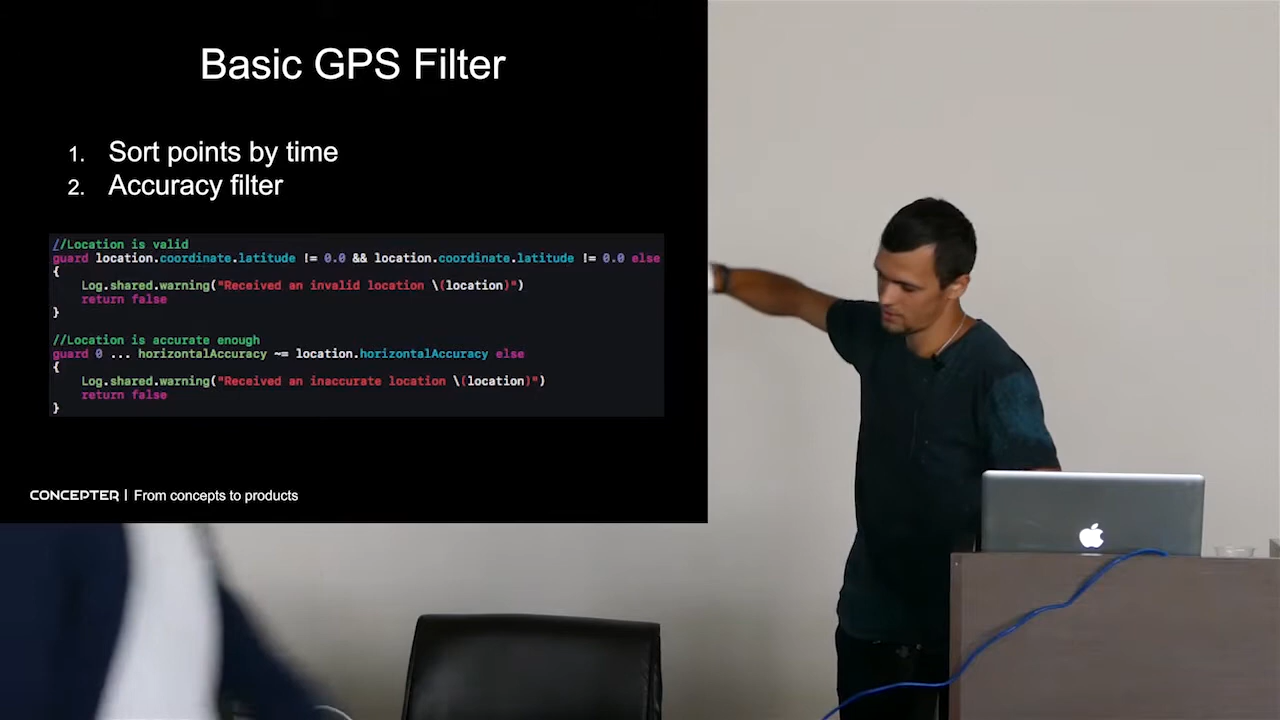 Basic GPS Filter
1. Sort points by time
2. Accuracy filter
//Location is valid
guard location.coordinate.latitude != 0.0 && location.coordinate.latitude != 0.0 else
{
Log.shared.warning("Received an invalid location \(location)")
return false
}
//Location is accurate enough
guard 0 ... horizontalAccuracy ~= location.horizontalAccuracy else
{
Log.shared.warning("Received an inaccurate location \(location)")
return false
}
CONCEPTER | From concepts to products